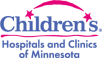 Children's
Hospitals and Clinics
of Minnesota